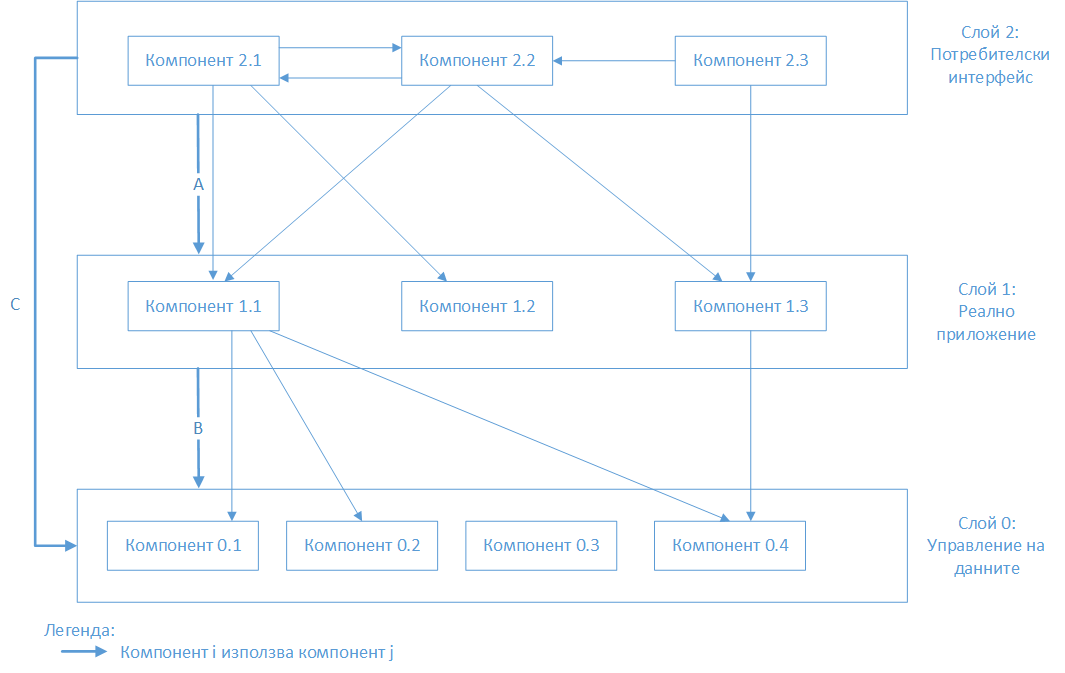 Компонент 2.1
Компонент 2.2
Компонент 2.3
Слой 2:
Потребителски
интерфейс
A
C
Компонент 1.1
Компонент 1.2
Компонент 1.3
Слой 1:
Реално
приложение
B
Компонент 0.1
Компонент 0.2
Компонент 0.3
Компонент 0.4
Слой 0:
Управление на
данните
Легенда:
Компонент i използва компонент j